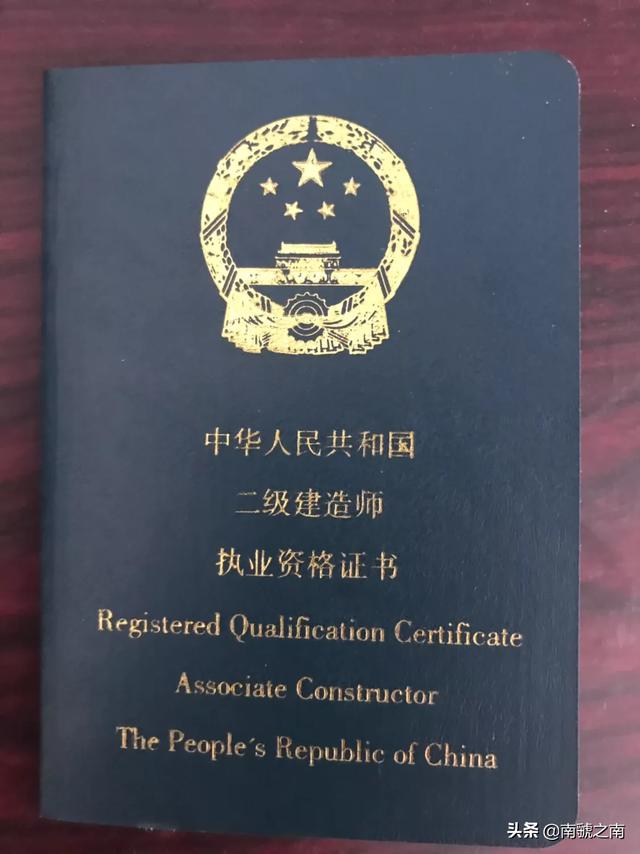 中华人民共和国
二级建造师
执业资格证书
Registered Qualification Certificate
Associate Constructor
The People's Republic of China
头条 @南虢之南